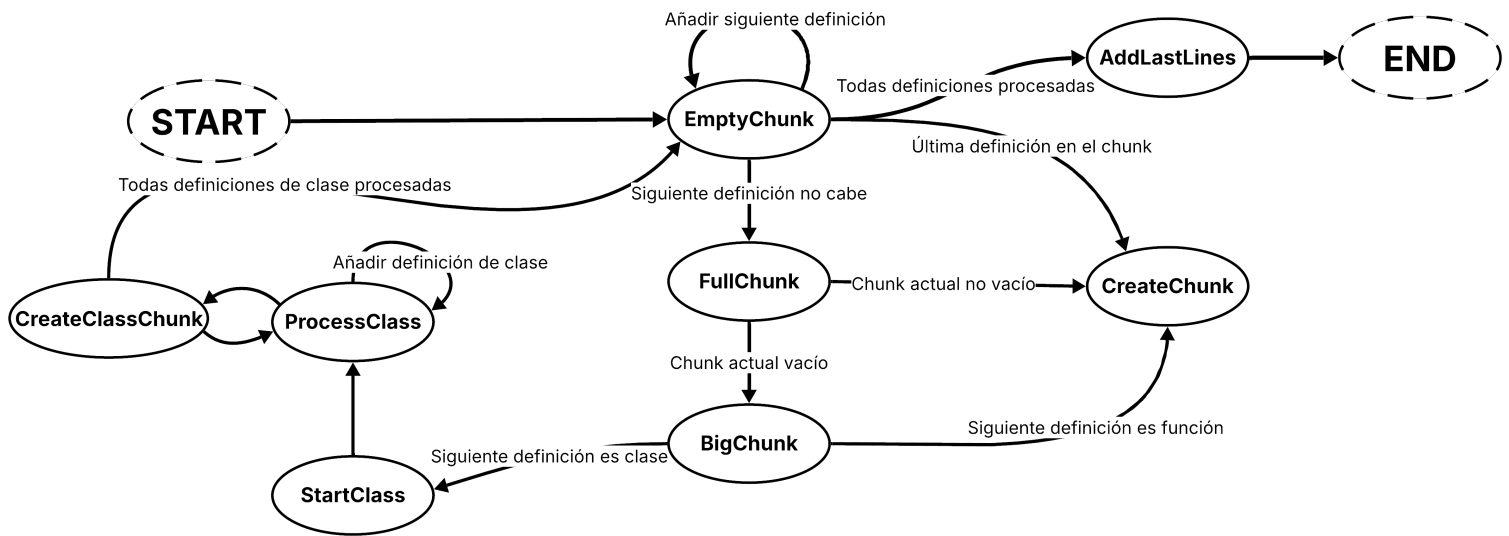 Añadir siguiente definición
AddLastLines
END
Todas definiciones procesadas
START
EmptyChunk
Última definición en el chunk
Todas definiciones de clase procesadas
Siguiente definición no cabe
Añadir definición de clase
FullChunk
Chunk actual no vacío
CreateChunk
CreateClassChunk
ProcessClass
Chunk actual vacío
Siguiente definición es función
BigChunk
Siguiente definición es clase
StartClass